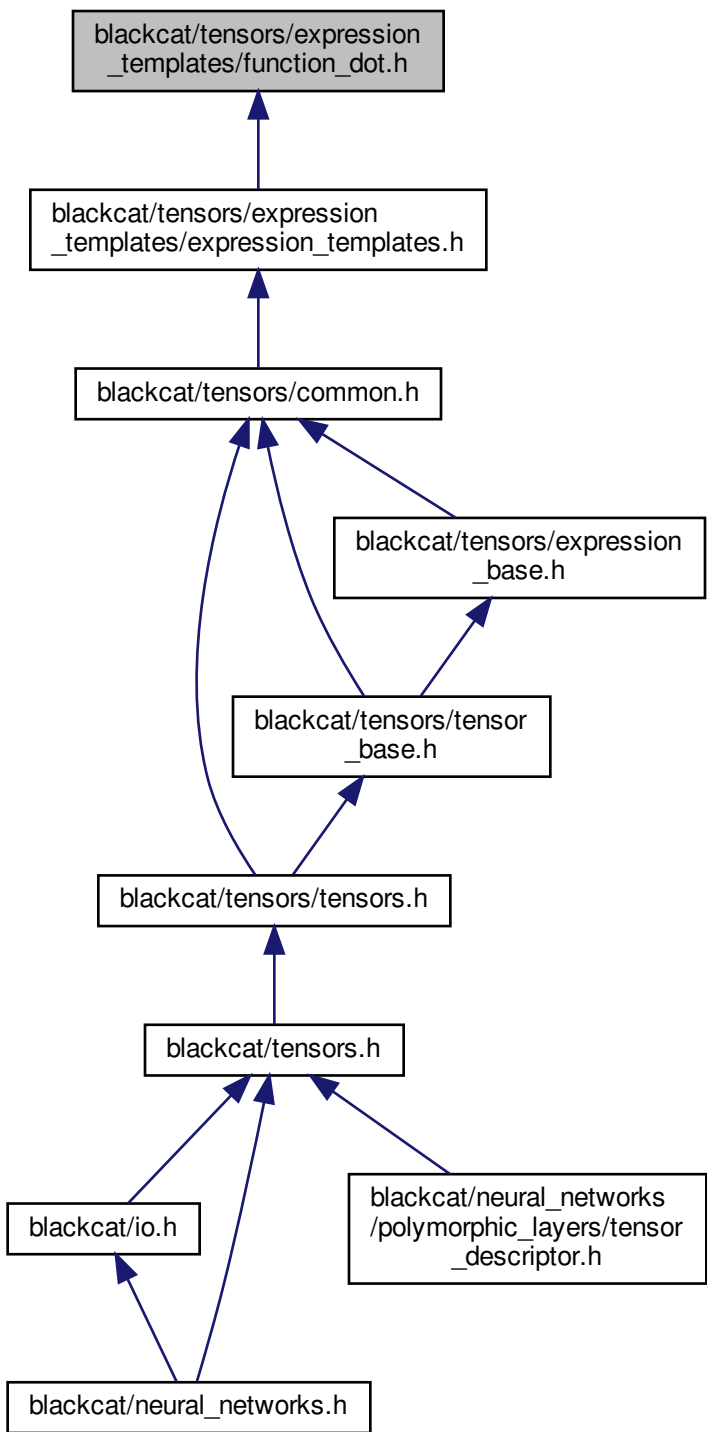 blackcat/tensors/expression
_templates/function_dot.h
blackcat/tensors/expression
_templates/expression_templates.h
blackcat/tensors/common.h
blackcat/tensors/expression
_base.h
blackcat/tensors/tensor
_base.h
blackcat/tensors/tensors.h
blackcat/tensors.h
blackcat/io.h
blackcat/neural_networks
/polymorphic_layers/tensor
_descriptor.h
blackcat/neural_networks.h